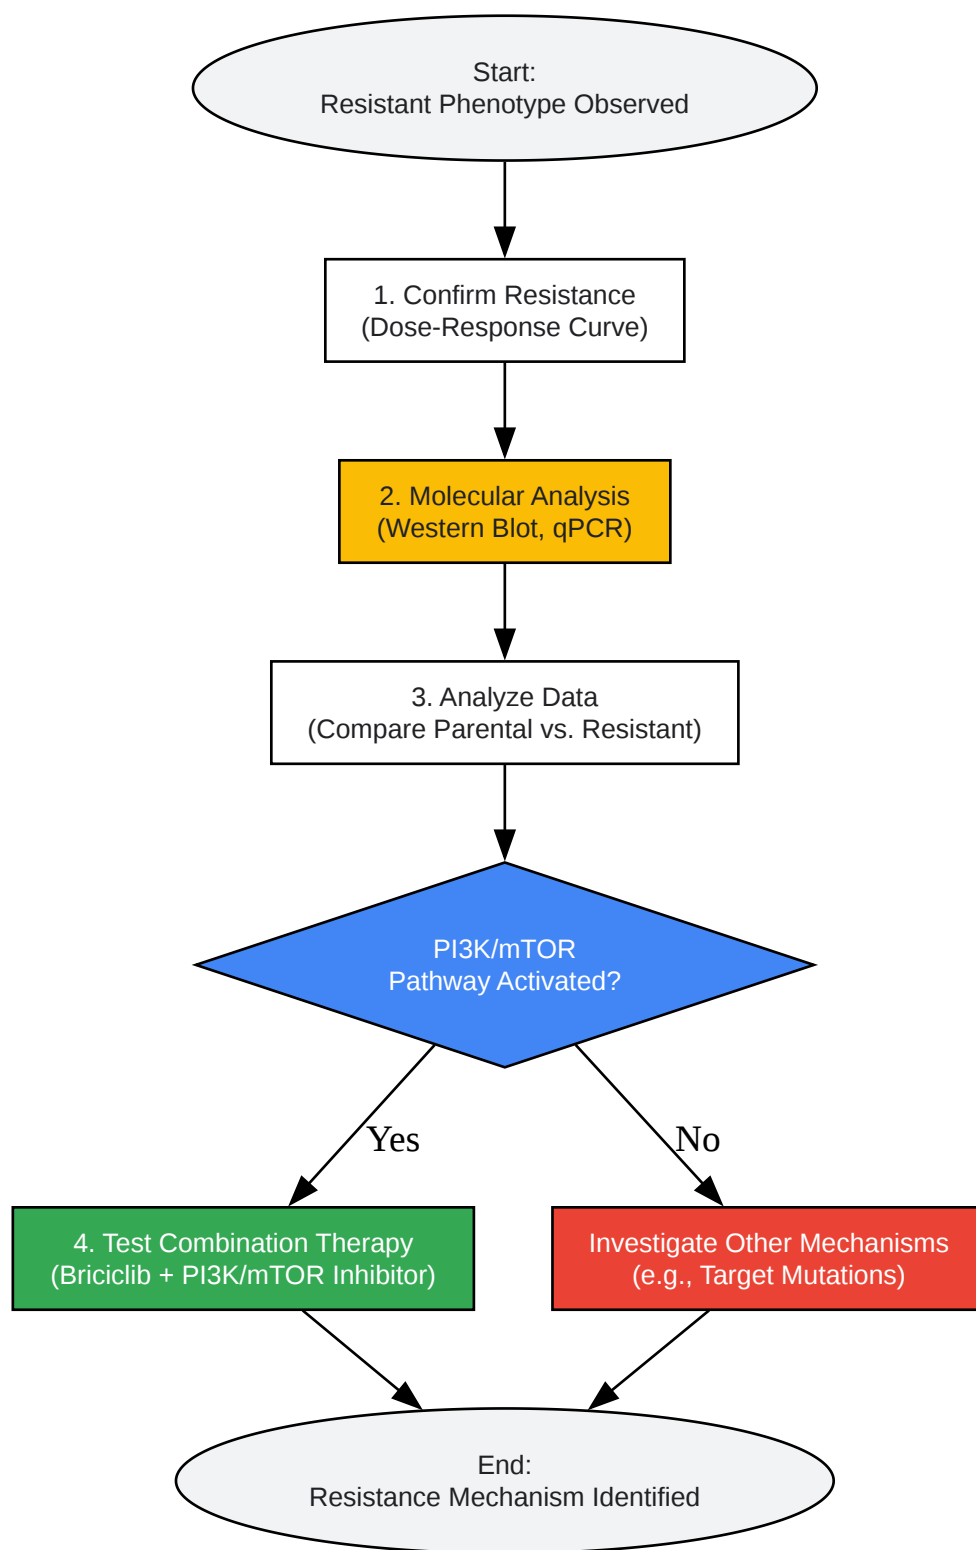 Start:
Resistant Phenotype Observed
1. Confirm Resistance
(Dose-Response Curve)
2. Molecular Analysis
(Western Blot, qPCR)
3. Analyze Data
(Compare Parental vs. Resistant)
PI3K/mTOR
Pathway Activated?
Yes
No
4. Test Combination Therapy
(Briciclib + PI3K/mTOR Inhibitor)
Investigate Other Mechanisms
(e.g., Target Mutations)
End:
Resistance Mechanism Identified